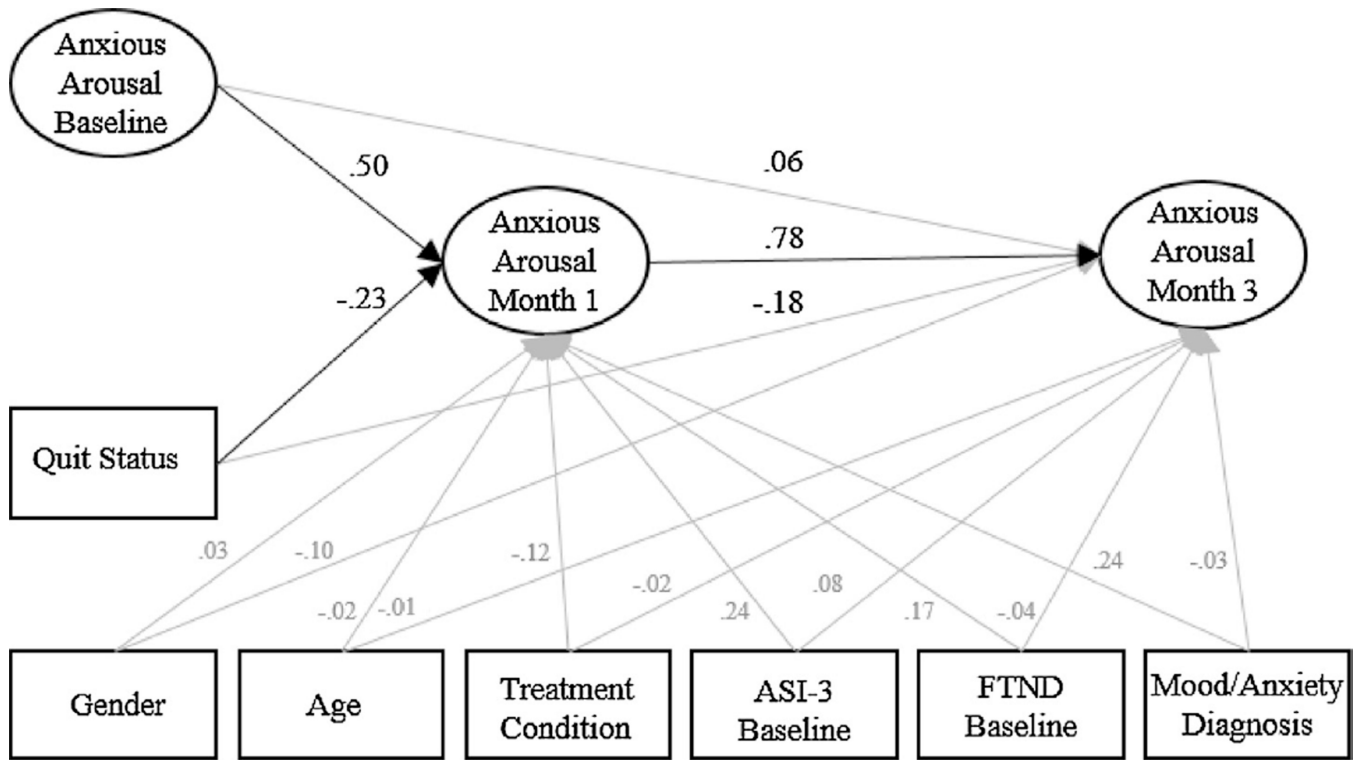 Anxious
Arousal
Baseline
.50
.06
Anxious
Arousal
Month 1
.78
Anxious
Arousal
Month 3
-.23
-.18
Quit Status
.03
-.10
-.12
-.02
.08
.24
-.03
-.02
-.01
.24
.17
-.04
Gender
Age
Treatment
Condition
ASI-3
Baseline
FTND
Baseline
Mood/Anxiety
Diagnosis